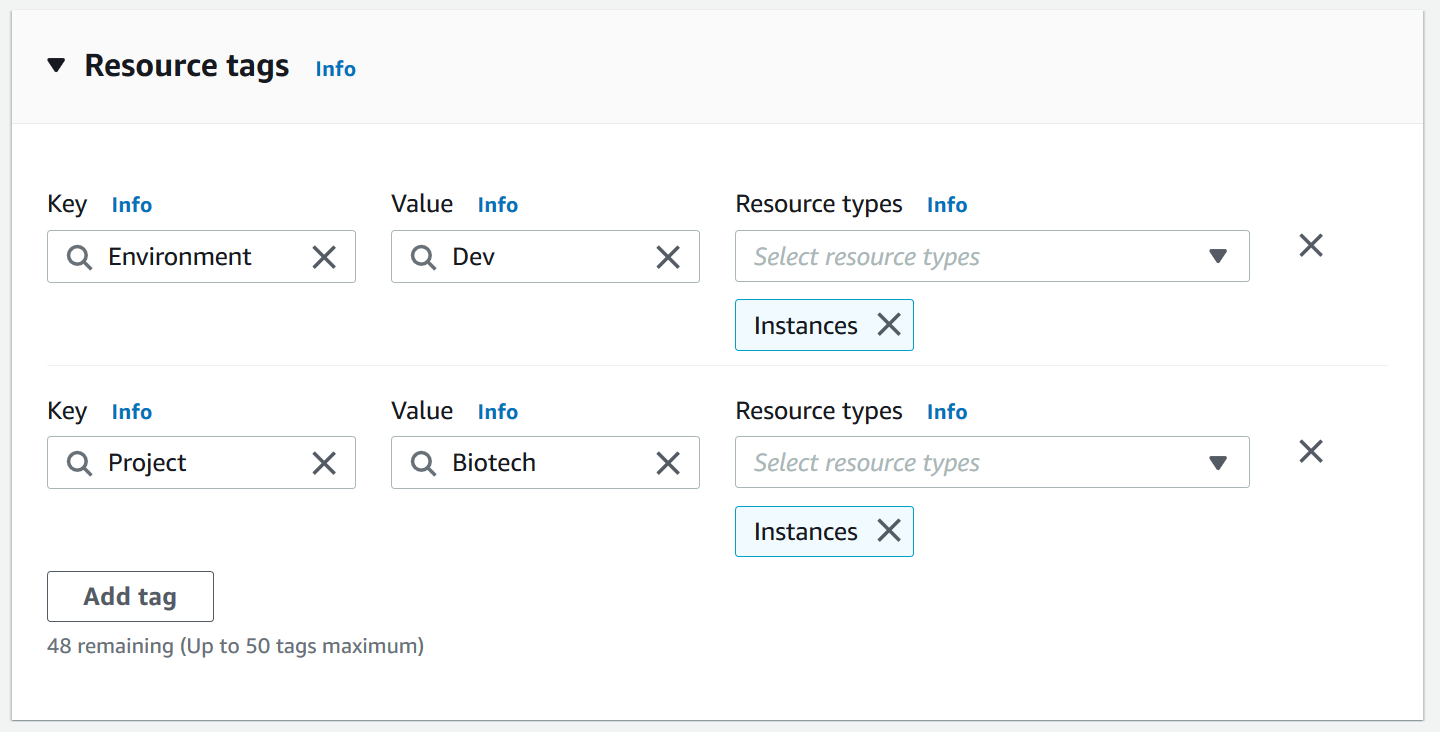 Resource tags Info
Key Info Value Info Resource types Info
Environment Dev Select resource types
Instances
Key Info Value Info Resource types Info
Project Biotech Select resource types
Instances
Add tag
48 remaining (Up to 50 tags maximum)